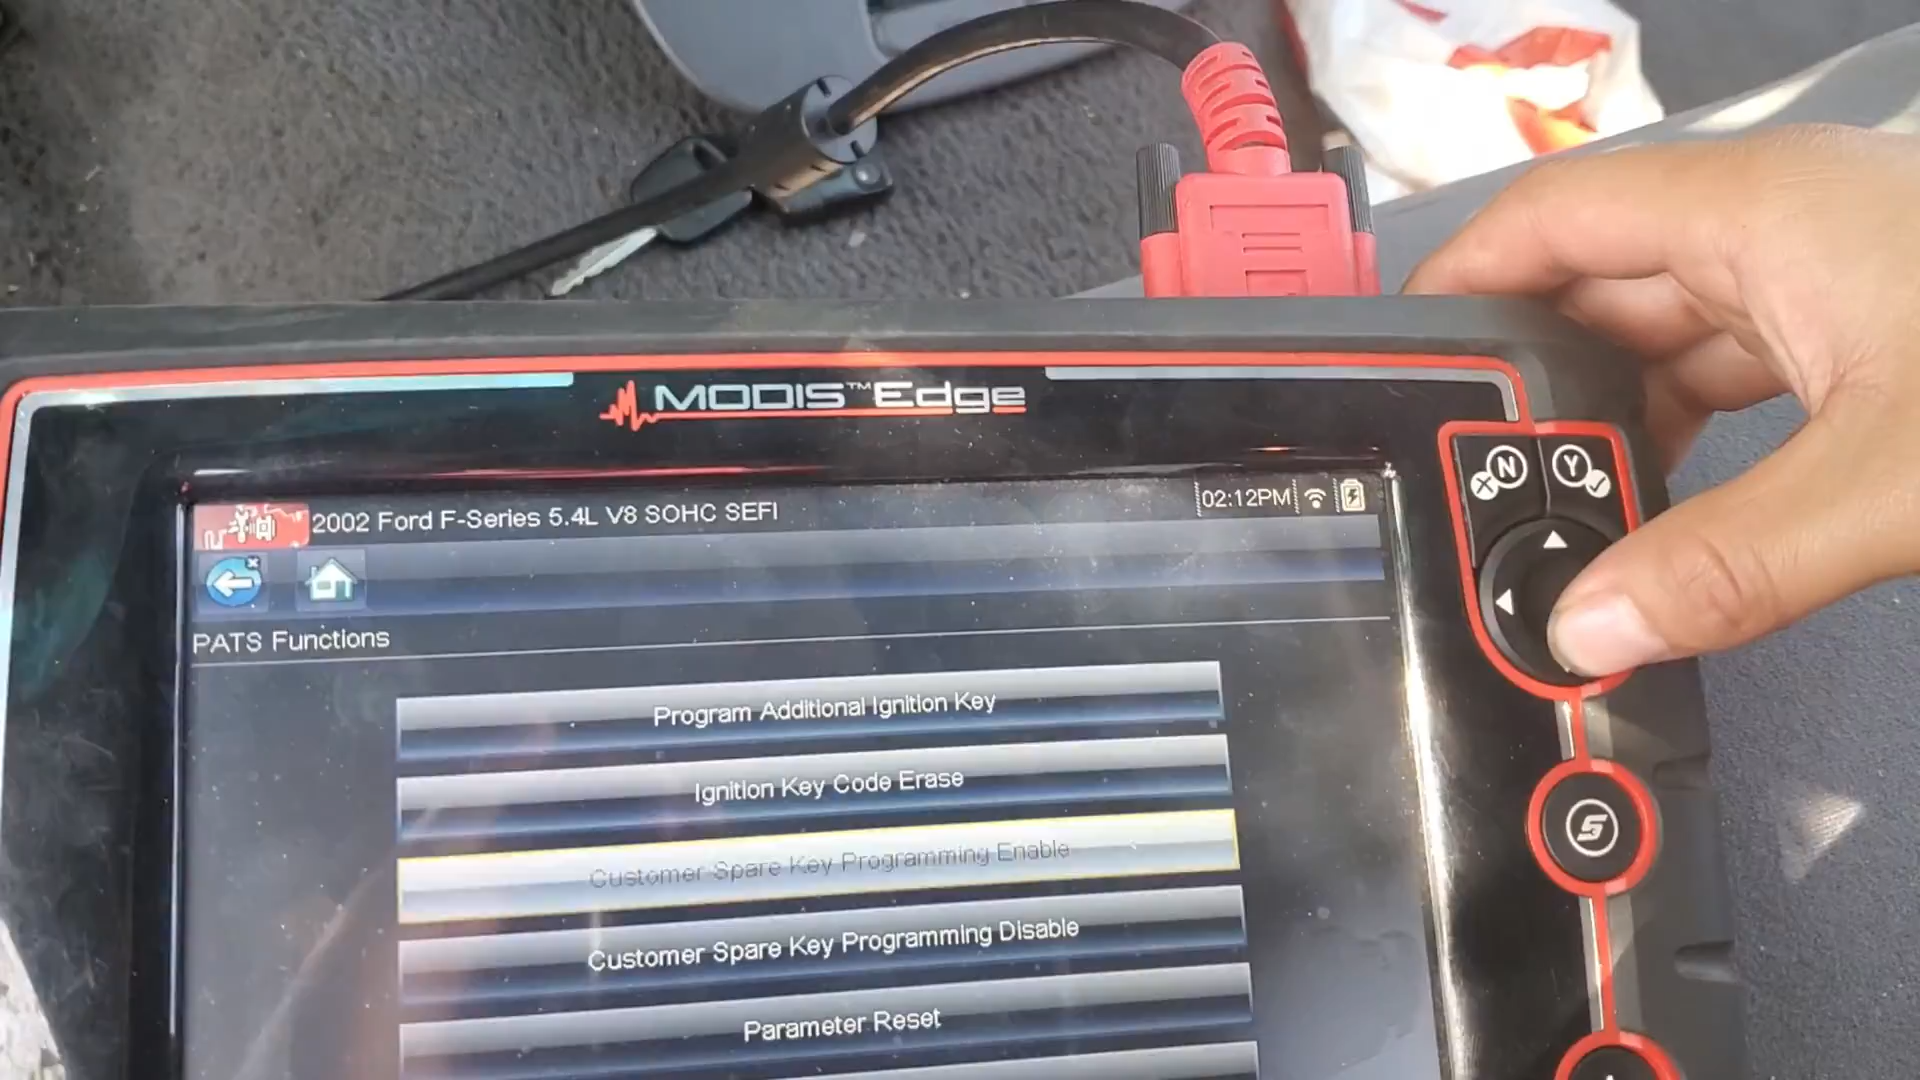 MODIS™ Edge
N Y
2002 Ford F-Series 5.4L V8 SOHC SEFI
02:12PM
PATS Functions
Program Additional Ignition Key
Ignition Key Code Erase
Customer Spare Key Programming Enable
Customer Spare Key Programming Disable
Parameter Reset
S